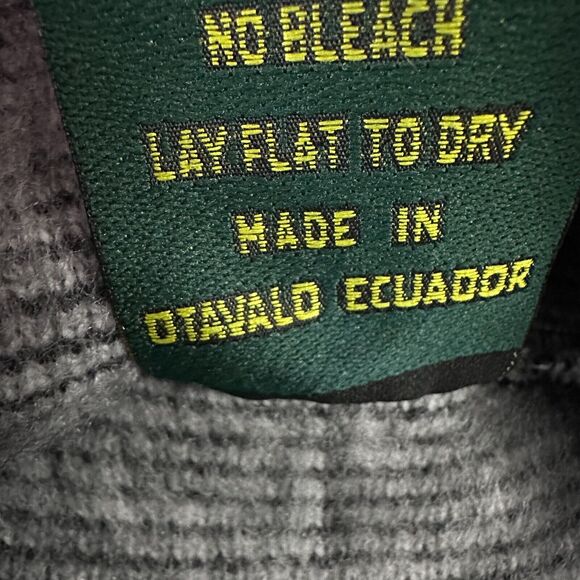 NO BLEACH
LAY FLAT TO DRY
MADE IN
OTAVALO ECUADOR